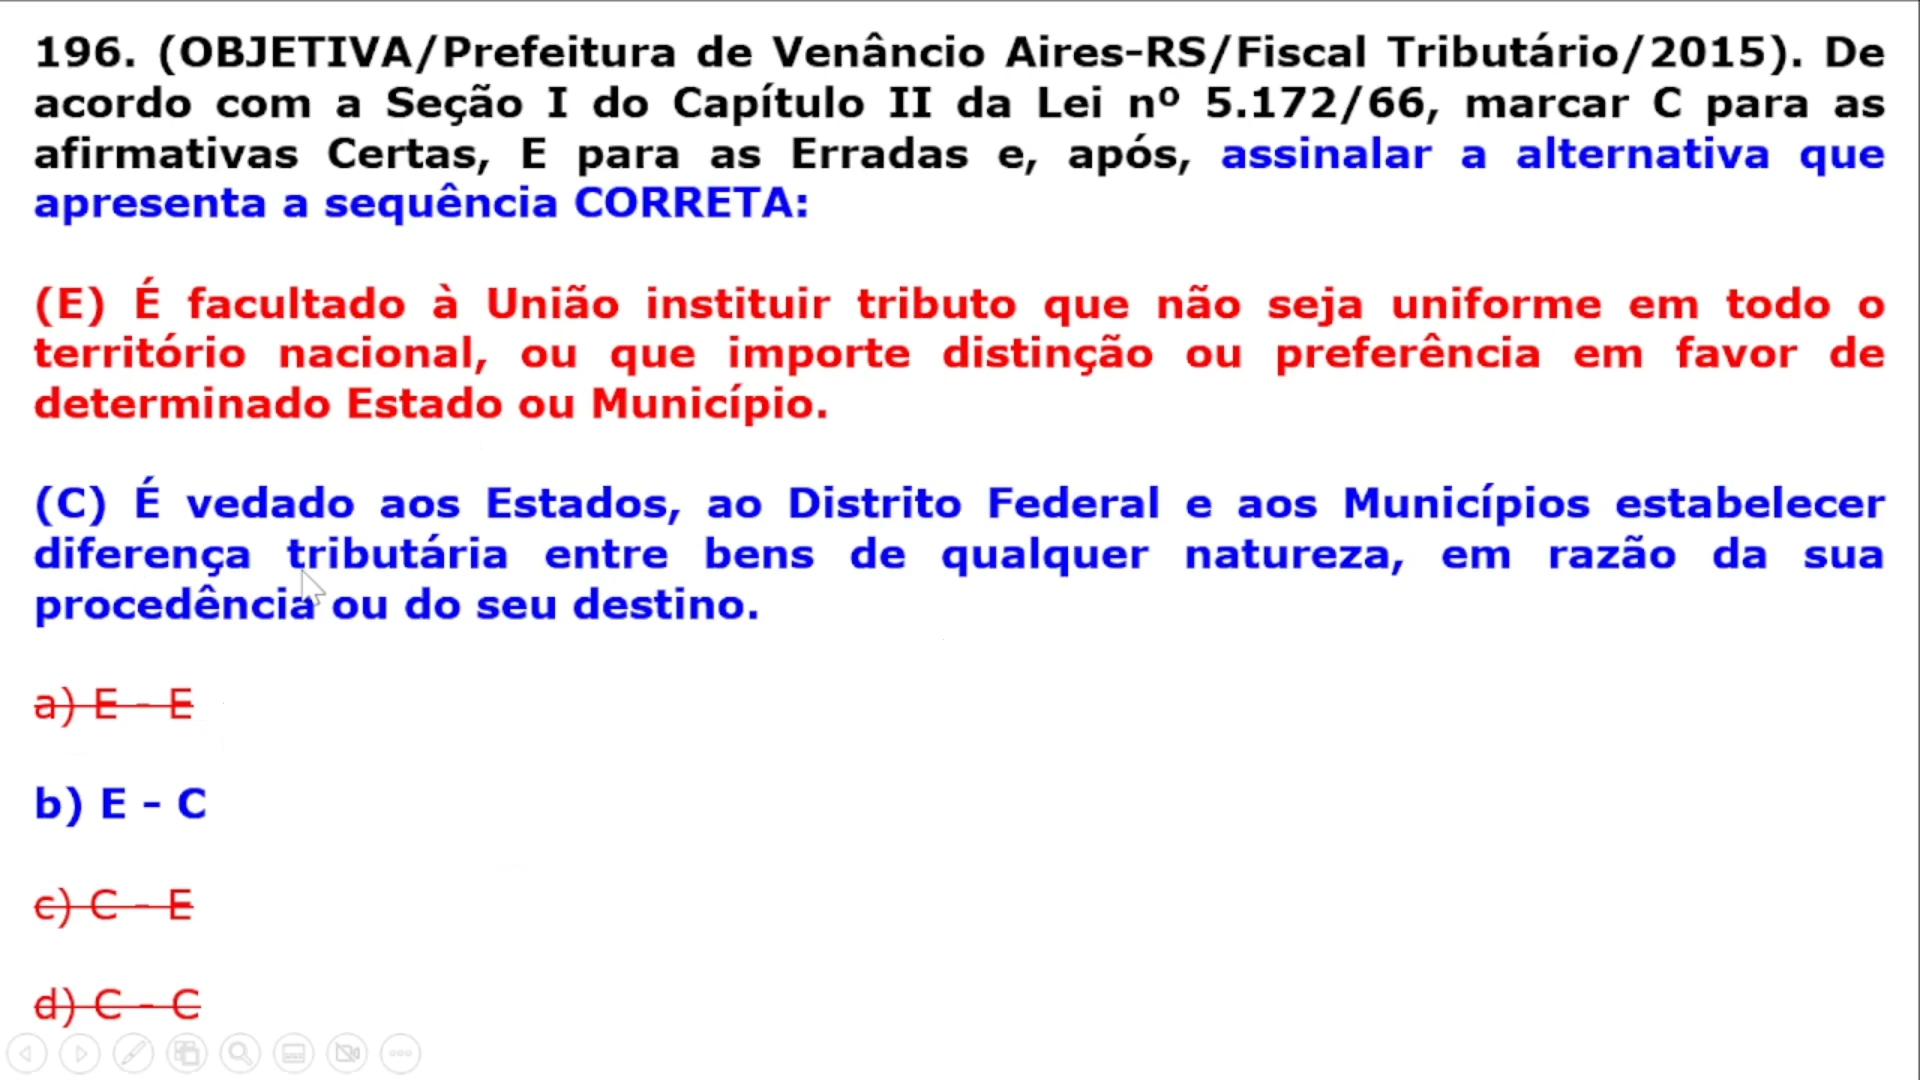 196. (OBJETIVA/Prefeitura de Venâncio Aires-RS/Fiscal Tributário/2015). De
acordo com a Seção I do Capítulo II da Lei nº 5.172/66, marcar C para as
afirmativas Certas, E para as Erradas e, após, assinalar a alternativa que
apresenta a sequência CORRETA:
(E) É facultado à União instituir tributo que não seja uniforme em todo o
território nacional, ou que importe distinção ou preferência em favor de
determinado Estado ou Município.
(C) É vedado aos Estados, ao Distrito Federal e aos Municípios estabelecer
diferença tributária entre bens de qualquer natureza, em razão da sua
procedência ou do seu destino.
a) E - E
b) E - C
c) C - E
d) C - C